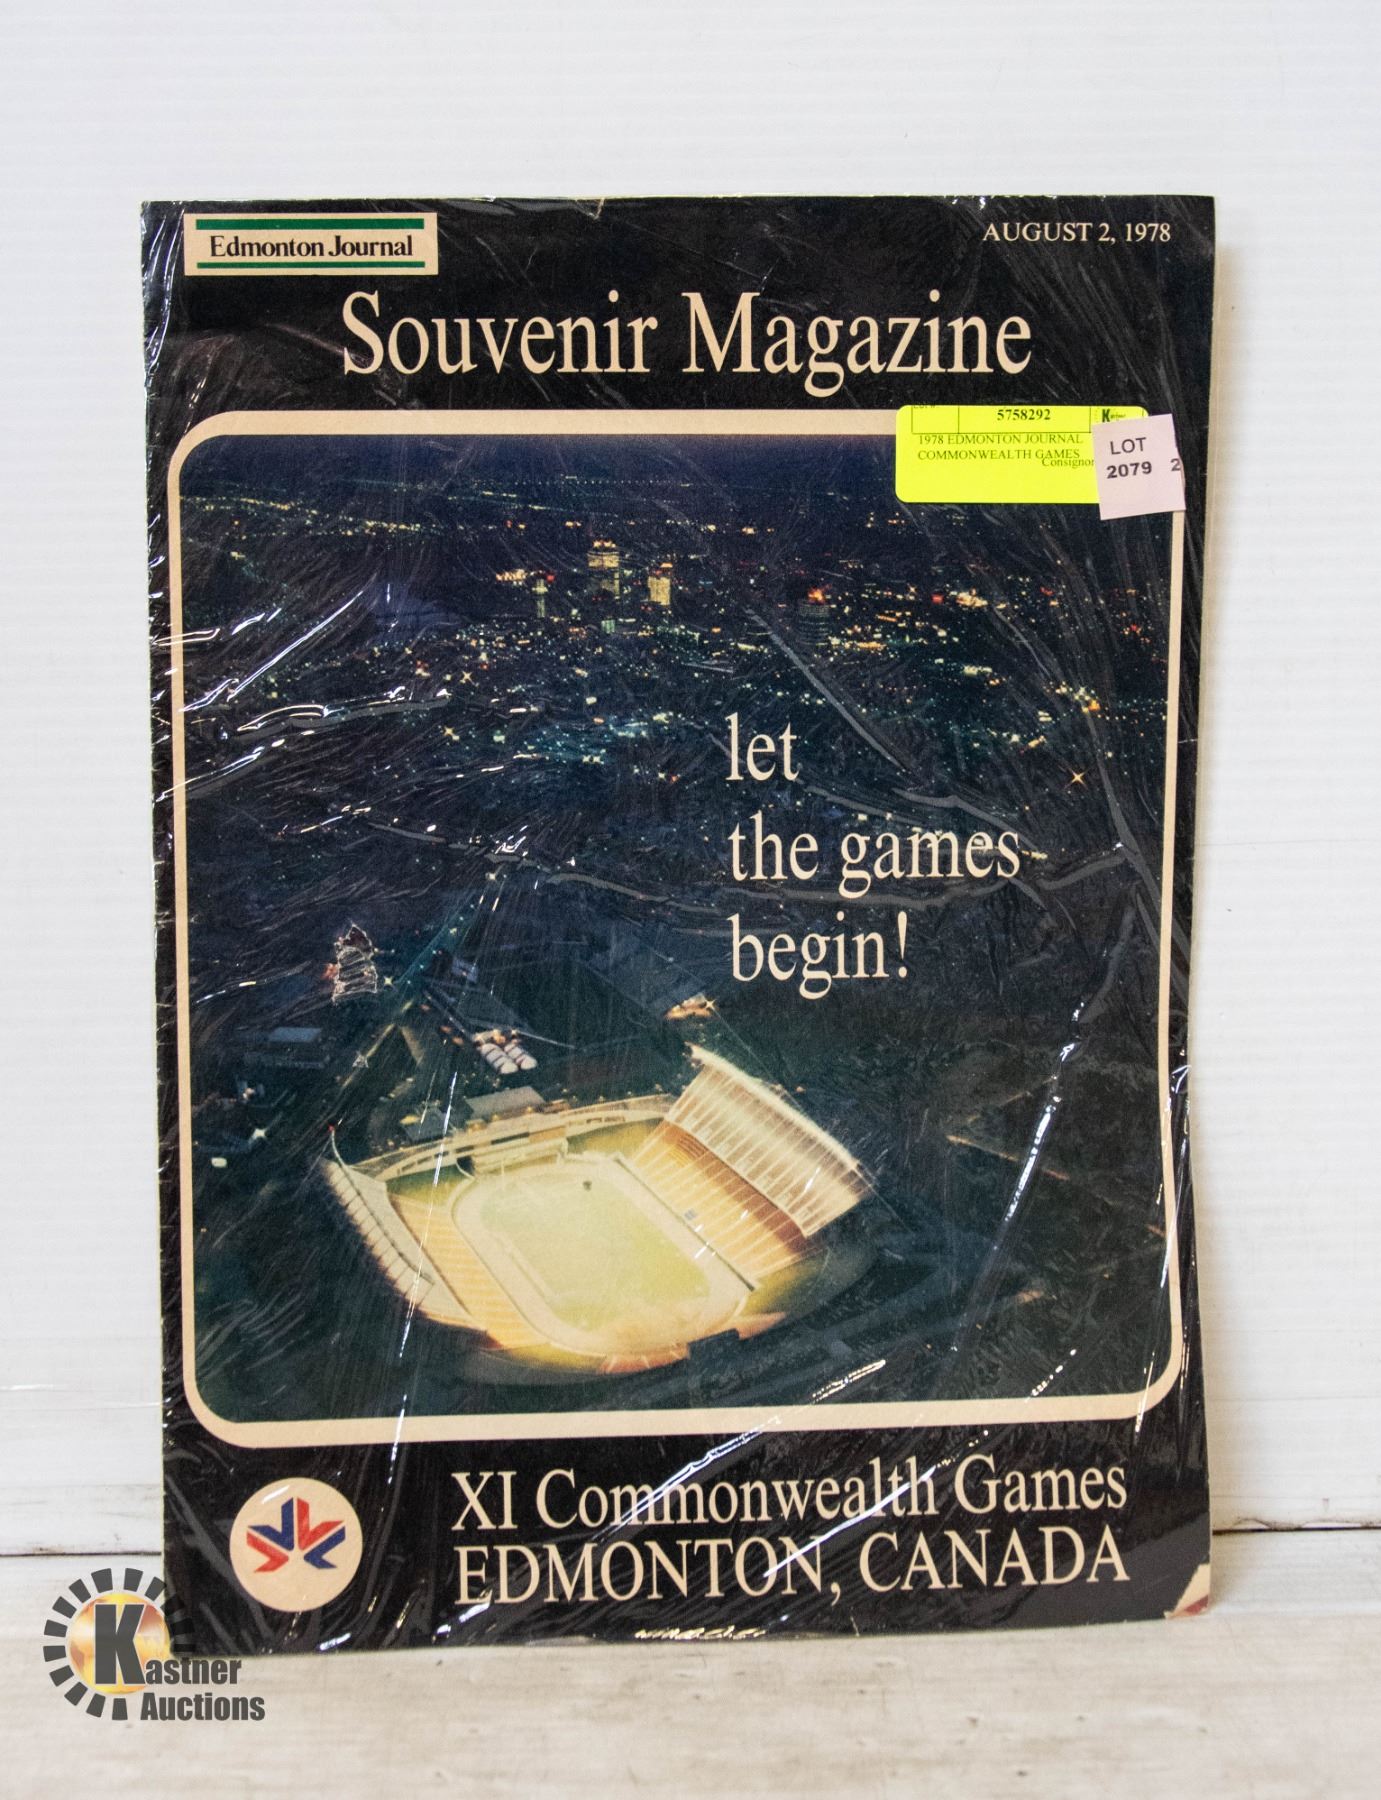 Edmonton Journal
AUGUST 2, 1978
Souvenir Magazine
5758292
1978 EDMONTON JOURNAL
COMMONWEALTH GAMES
LOT
2079 2
let
the games
begin!
XI Commonwealth Games
EDMONTON, CANADA
Kastner
Auctions